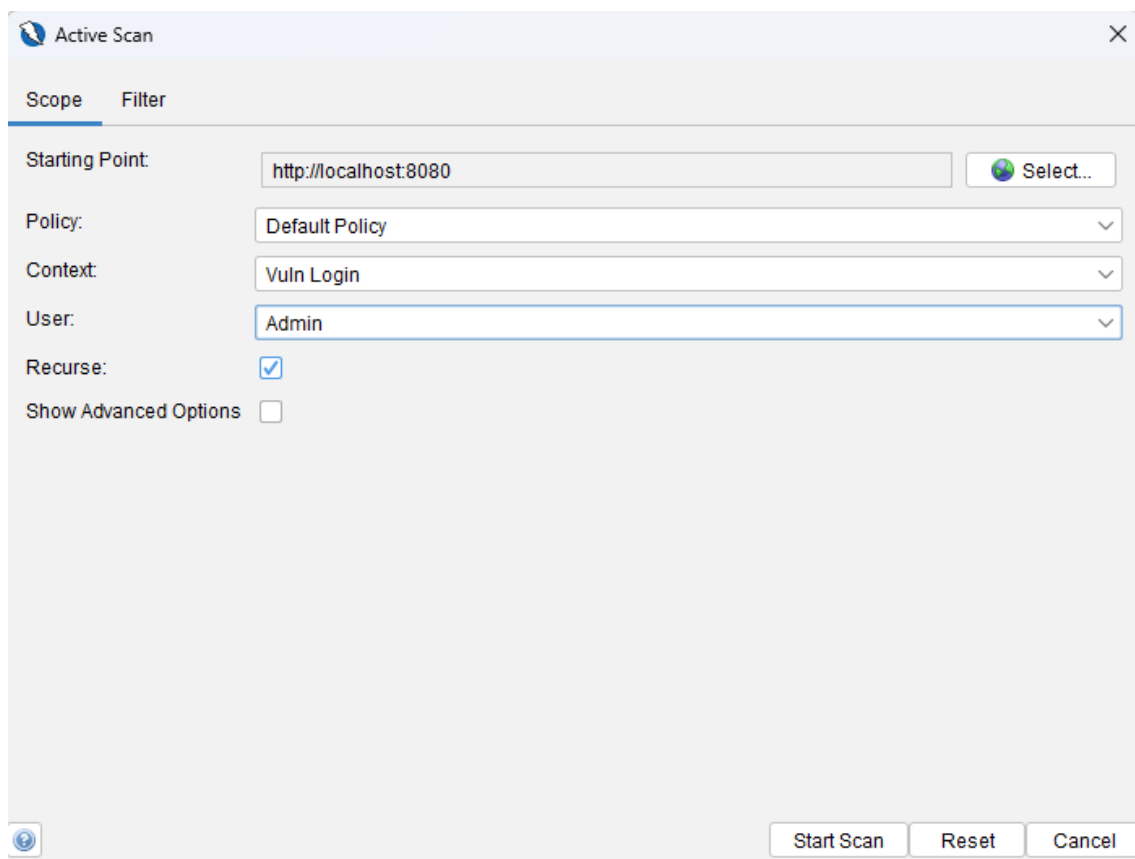 Active Scan
Scope Filter
Starting Point: http://localhost:8080 Select...
Policy: Default Policy
Context: Vuln Login
User: Admin
Recurse:
Show Advanced Options
Start Scan Reset Cancel